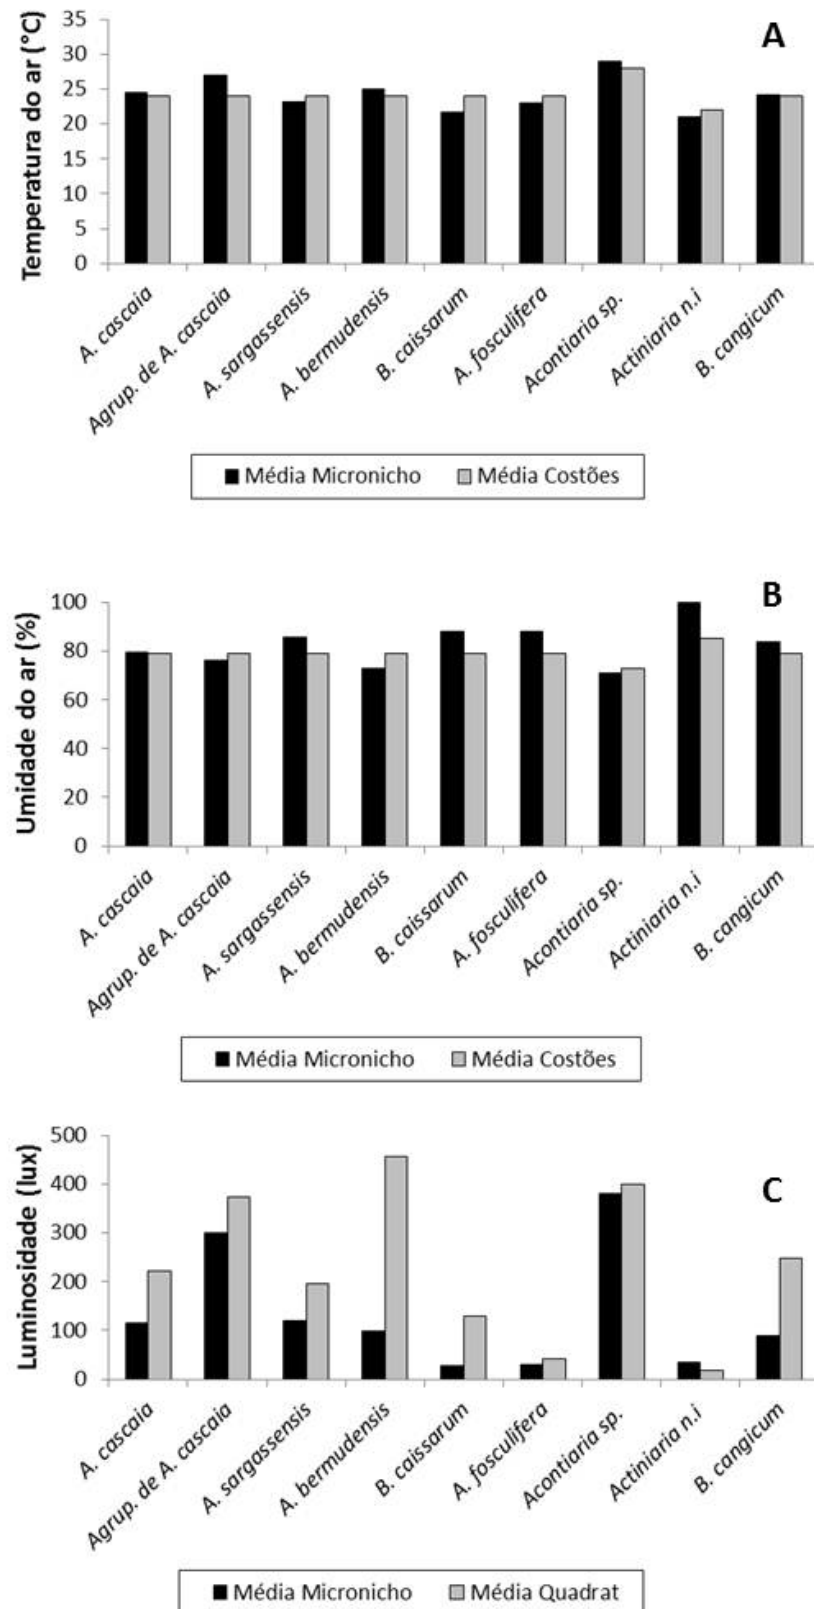 A
Temperatura do ar (°C)
35
30
25
20
15
10
5
0
A. cascaia
Agrup. de A. cascaia
A. sargassensis
A. bermudensis
B. caissarum
A. fosculifera
Acontiaria sp.
Actiniaria n.i
B. cangicum
Média Micronicho Média Costões
B
Umidade do ar (%)
100
80
60
40
20
0
A. cascaia
Agrup. de A. cascaia
A. sargassensis
A. bermudensis
B. caissarum
A. fosculifera
Acontiaria sp.
Actiniaria n.i
B. cangicum
Média Micronicho Média Costões
C
Luminosidade (lux)
500
400
300
200
100
0
A. cascaia
Agrup. de A. cascaia
A. sargassensis
A. bermudensis
B. caissarum
A. fosculifera
Acontiaria sp.
Actiniaria n.i
B. cangicum
Média Micronicho Média Quadrat